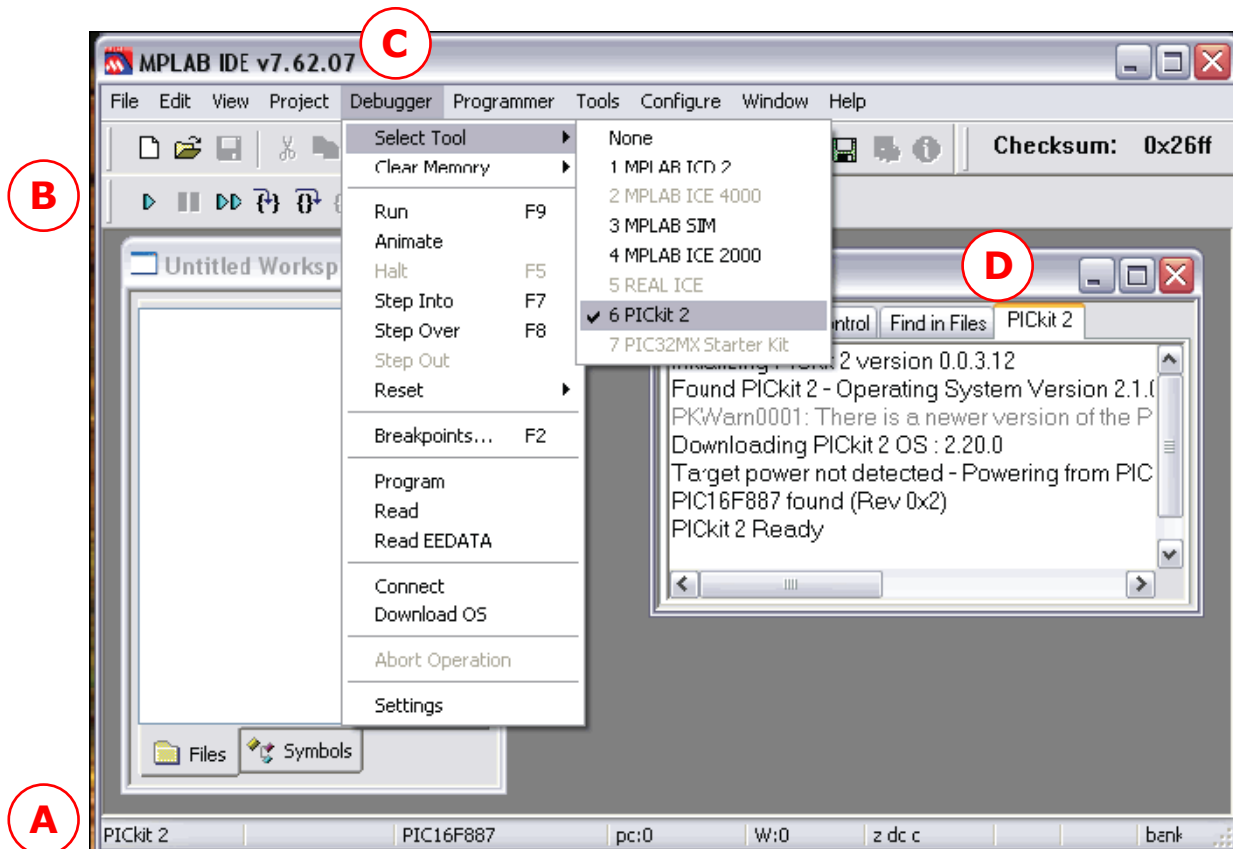 C
MPLAB IDE v7.62.07
File Edit View Project Debugger Programmer Tools Configure Window Help
Checksum: 0x26ff
B
Select Tool
Clear Memory
Run F9
Animate
Halt F5
Step Into F7
Step Over F8
Step Out
Reset
Breakpoints... F2
Program
Read
Read EEDATA
Connect
Download OS
Abort Operation
Settings
None
1 MPLAB ICD 2
2 MPLAB ICE 4000
3 MPLAB SIM
4 MPLAB ICE 2000
5 REAL ICE
6 PICkit 2
7 PIC32MX Starter Kit
Untitled Worksp
Files Symbols
D
ntrol Find in Files PICkit 2
Initializing PICkit 2 version 0.0.3.12
Found PICkit 2 - Operating System Version 2.1.(
PKWarn0001: There is a newer version of the P
Downloading PICkit 2 OS : 2.20.0
Target power not detected - Powering from PIC
PIC16F887 found (Rev 0x2)
PICkit 2 Ready
A
PICkit 2 PIC16F887 pc:0 W:0 z dc c bank